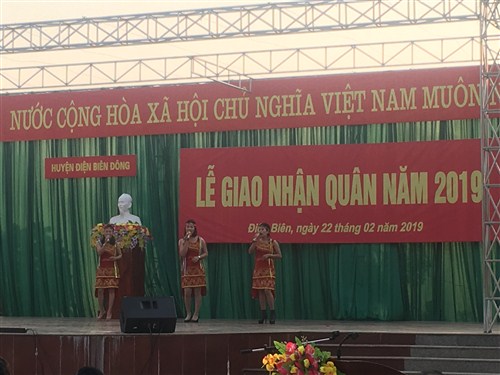 NƯỚC CỘNG HÒA XÃ HỘI CHỦ NGHĨA VIỆT NAM MUÔN
HUYỆN ĐIỆN BIÊN ĐÔNG
LỄ GIAO NHẬN QUÂN NĂM 2019
Điện Biên, ngày 22 tháng 02 năm 2019